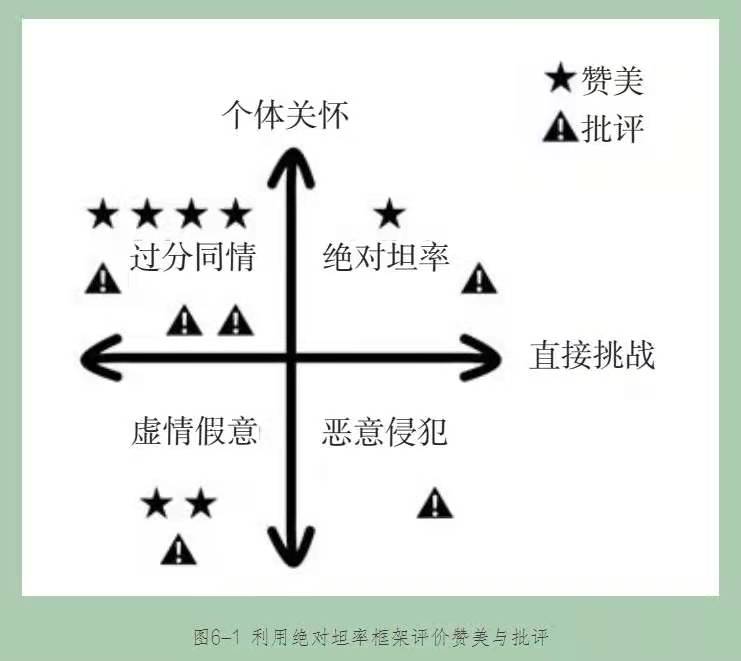 赞美
批评
个体关怀
过分同情
绝对坦率
直接挑战
虚情假意
恶意侵犯
图6-1 利用绝对坦率框架评价赞美与批评